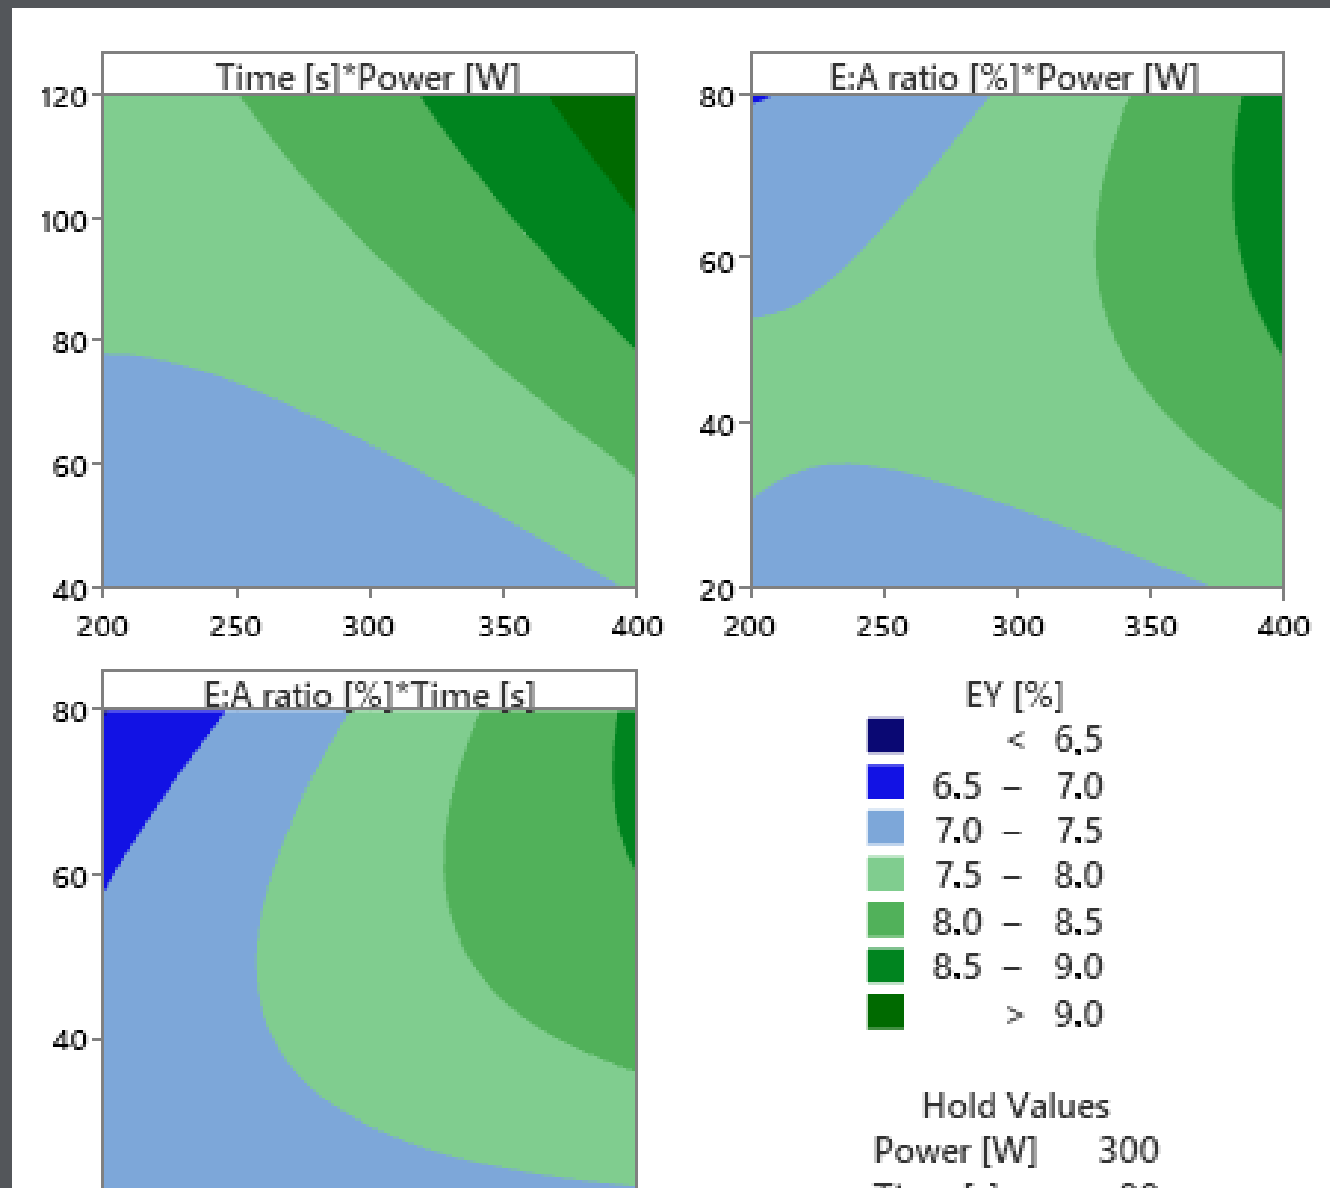 Time [s]*Power [W]
120
100
80
60
40
200 250 300 350 400
E:A ratio [%]*Power [W]
80
60
40
20
200 250 300 350 400
E:A ratio [%]*Time [s]
80
60
40
EY [%]
< 6.5
6.5 – 7.0
7.0 – 7.5
7.5 – 8.0
8.0 – 8.5
8.5 – 9.0
> 9.0
Hold Values
Power [W] 300